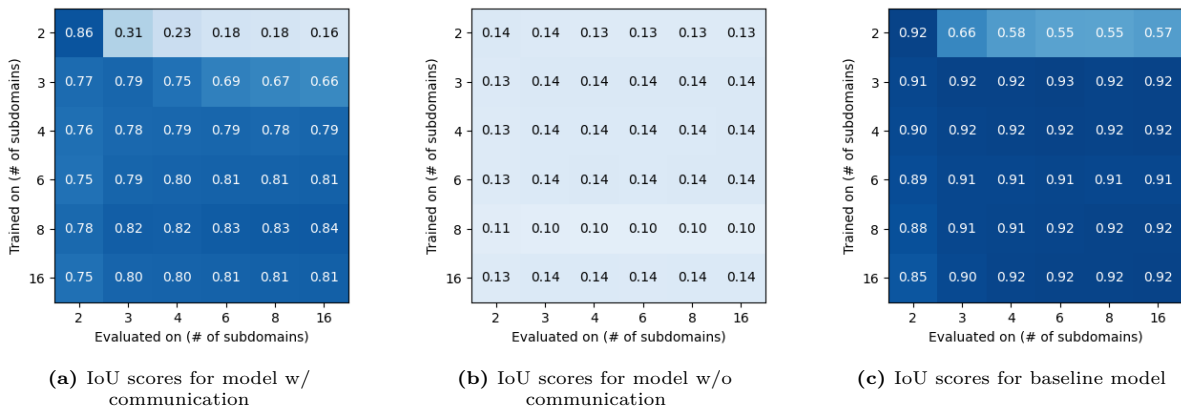 2 0.86 0.31 0.23 0.18 0.18 0.16
3 0.77 0.79 0.75 0.69 0.67 0.66
4 0.76 0.78 0.79 0.79 0.78 0.79
6 0.75 0.79 0.80 0.81 0.81 0.81
8 0.78 0.82 0.82 0.83 0.83 0.84
16 0.75 0.80 0.80 0.81 0.81 0.81
2 3 4 6 8 16
Trained on (# of subdomains)
Evaluated on (# of subdomains)
(a) IoU scores for model w/
communication
2 0.14 0.14 0.13 0.13 0.13 0.13
3 0.13 0.14 0.14 0.14 0.14 0.14
4 0.13 0.14 0.14 0.14 0.14 0.14
6 0.13 0.14 0.14 0.14 0.14 0.14
8 0.11 0.10 0.10 0.10 0.10 0.10
16 0.13 0.14 0.14 0.14 0.14 0.14
2 3 4 6 8 16
Trained on (# of subdomains)
Evaluated on (# of subdomains)
(b) IoU scores for model w/o
communication
2 0.92 0.66 0.58 0.55 0.55 0.57
3 0.91 0.92 0.92 0.93 0.92 0.92
4 0.90 0.92 0.92 0.92 0.92 0.92
6 0.89 0.91 0.91 0.91 0.91 0.91
8 0.88 0.91 0.91 0.92 0.92 0.92
16 0.85 0.90 0.92 0.92 0.92 0.92
2 3 4 6 8 16
Trained on (# of subdomains)
Evaluated on (# of subdomains)
(c) IoU scores for baseline model